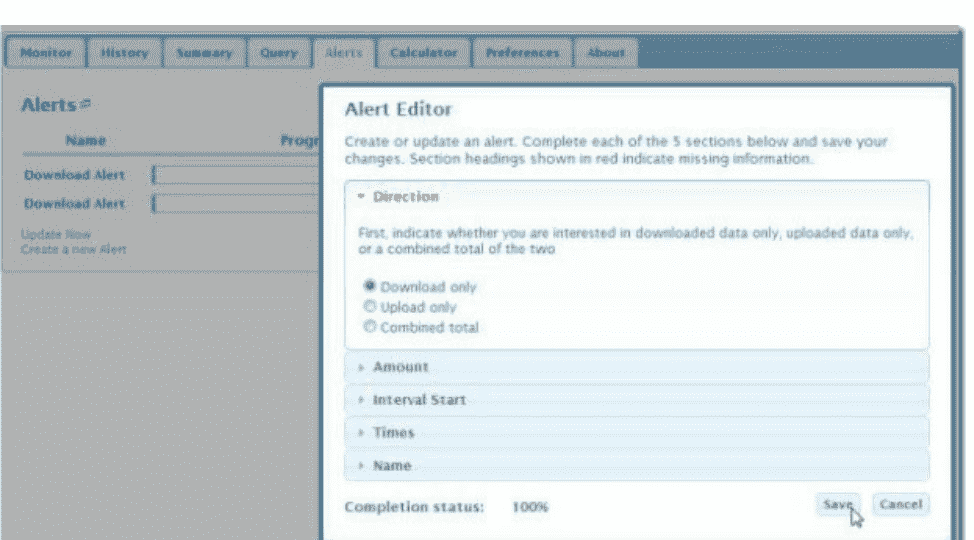 Monitor History Summary Query Alerts Calculator Preferences About
Alerts
Name Progr
Download Alert
Download Alert
Update Now
Create a new Alert
Alert Editor
Create or update an alert. Complete each of the 5 sections below and save your
changes. Section headings shown in red indicate missing information.
Direction
First, indicate whether you are interested in downloaded data only, uploaded data only,
or a combined total of the two
Download only
Upload only
Combined total
Amount
Interval Start
Times
Name
Completion status: 100%
Save Cancel